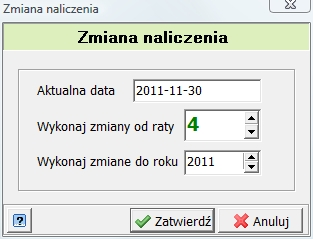 Zmiana naliczenia
Zmiana naliczenia
Aktualna data 2011-11-30
Wykonaj zmiany od raty 4
Wykonaj zmiane do roku 2011
? Zatwierdź Anuluj